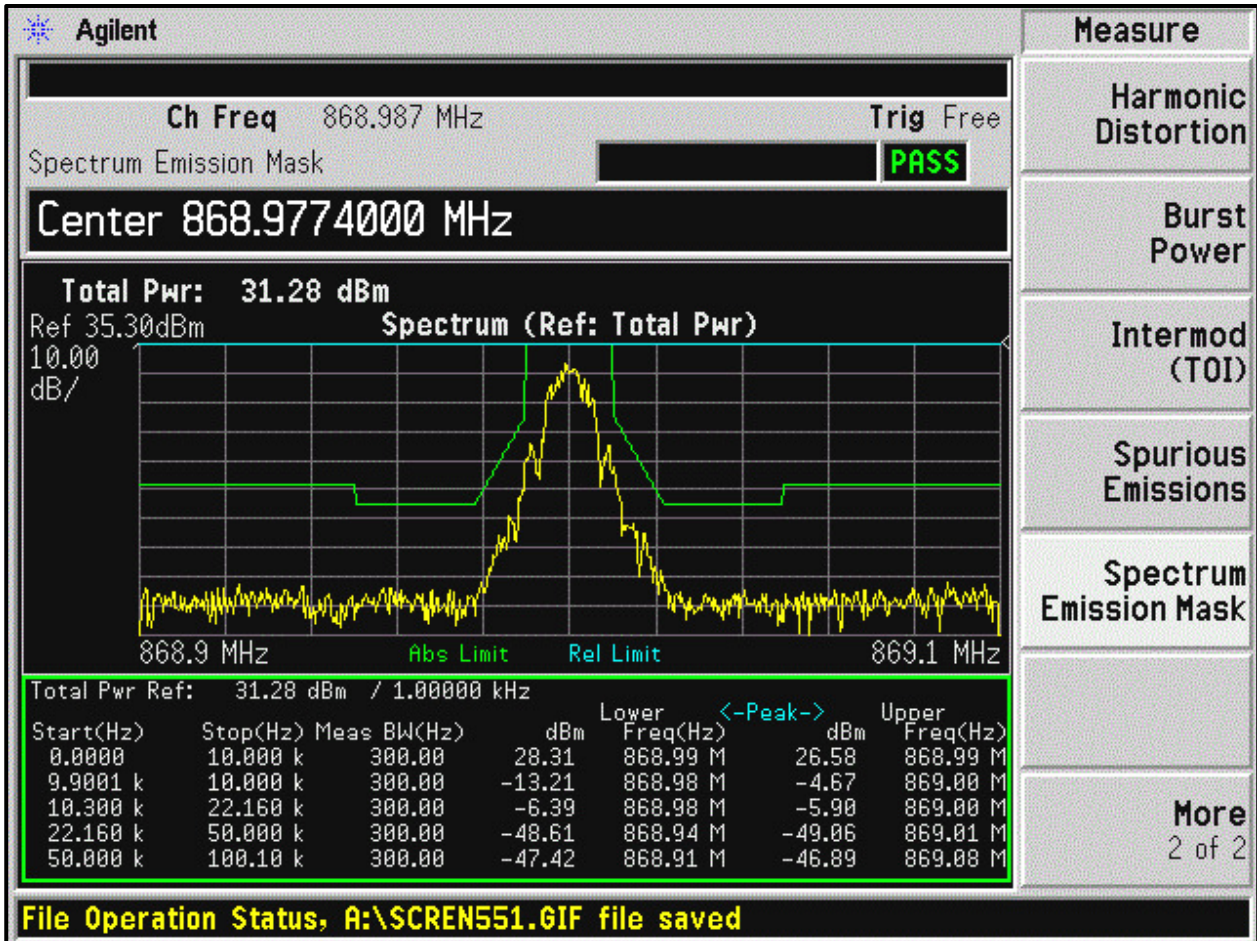 Agilent
Measure
Ch Freq 868.987 MHz Trig Free
Spectrum Emission Mask PASS
Center 868.9774000 MHz
Total Pwr: 31.28 dBm
Ref 35.30dBm Spectrum (Ref: Total Pwr)
10.00
dB/
868.9 MHz Abs Limit Rel Limit 869.1 MHz
Total Pwr Ref: 31.28 dBm / 1.00000 kHz
Lower <-Peak-> Upper
Start(Hz) Stop(Hz) Meas BW(Hz) dBm Freq(Hz) dBm Freq(Hz)
0.0000 10.000 k 300.00 28.31 868.99 M 26.58 868.99 M
9.9001 k 10.000 k 300.00 -13.21 868.98 M -4.67 869.00 M
10.300 k 22.160 k 300.00 -6.39 868.98 M -5.90 869.00 M
22.160 k 50.000 k 300.00 -48.61 868.94 M -49.06 869.01 M
50.000 k 100.10 k 300.00 -47.42 868.91 M -46.89 869.08 M
File Operation Status, A:\SCREN551.GIF file saved
Harmonic
Distortion
Burst
Power
Intermod
(TOI)
Spurious
Emissions
Spectrum
Emission Mask
More
2 of 2